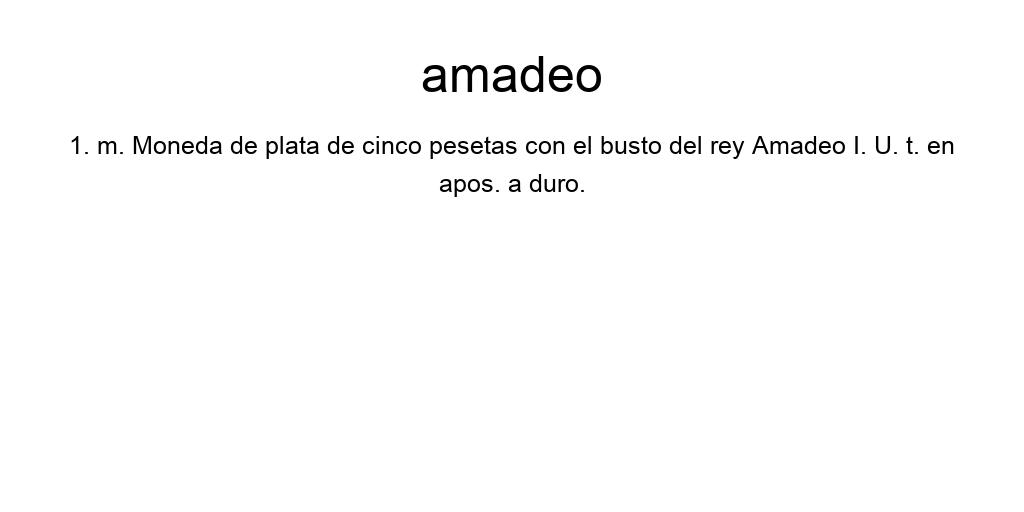 amadeo
1. m. Moneda de plata de cinco pesetas con el busto del rey Amadeo I. U. t. en
apos. a duro.